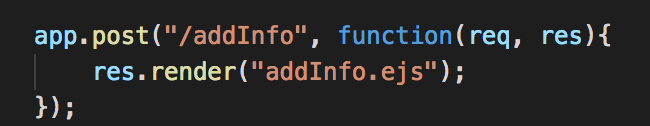 app.post("/addInfo", function(req, res){
    res.render("addInfo.ejs");
});